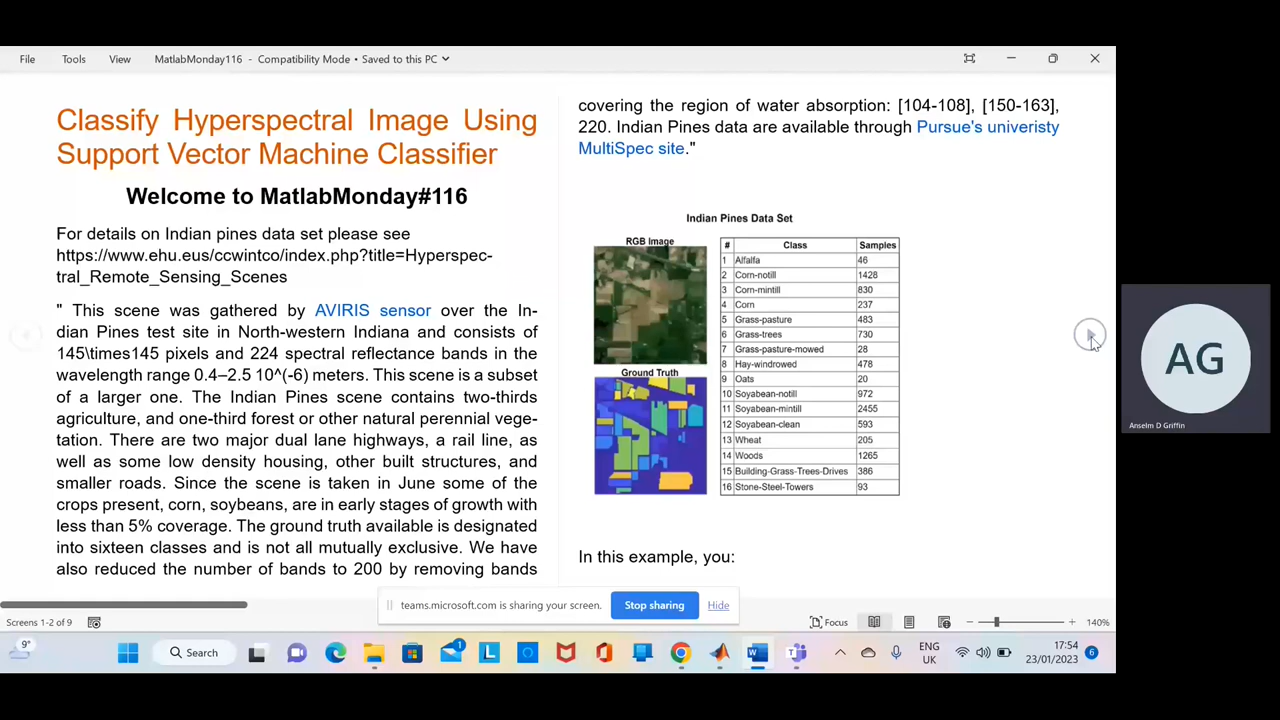 File Tools View MatlabMonday116 - Compatibility Mode • Saved to this PC
Classify Hyperspectral Image Using
Support Vector Machine Classifier
Welcome to MatlabMonday#116
For details on Indian pines data set please see
https://www.ehu.eus/ccwintco/index.php?title=Hyperspec-
tral_Remote_Sensing_Scenes
" This scene was gathered by AVIRIS sensor over the In-
dian Pines test site in North-western Indiana and consists of
145\times145 pixels and 224 spectral reflectance bands in the
wavelength range 0.4–2.5 10^(-6) meters. This scene is a subset
of a larger one. The Indian Pines scene contains two-thirds
agriculture, and one-third forest or other natural perennial vege-
tation. There are two major dual lane highways, a rail line, as
well as some low density housing, other built structures, and
smaller roads. Since the scene is taken in June some of the
crops present, corn, soybeans, are in early stages of growth with
less than 5% coverage. The ground truth available is designated
into sixteen classes and is not all mutually exclusive. We have
also reduced the number of bands to 200 by removing bands
covering the region of water absorption: [104-108], [150-163],
220. Indian Pines data are available through Pursue's univeristy
MultiSpec site."
Indian Pines Data Set
RGB Image
Ground Truth
# Class Samples
1 Alfalfa 46
2 Corn-notill 1428
3 Corn-mintill 830
4 Corn 237
5 Grass-pasture 483
6 Grass-trees 730
7 Grass-pasture-mowed 28
8 Hay-windrowed 478
9 Oats 20
10 Soyabean-notill 972
11 Soyabean-mintill 2455
12 Soyabean-clean 593
13 Wheat 205
14 Woods 1265
15 Building-Grass-Trees-Drives 386
16 Stone-Steel-Towers 93
In this example, you:
AG
Anselm D Griffin
teams.microsoft.com is sharing your screen. Stop sharing Hide
Screens 1-2 of 9 Focus 140%
9° Search 1 ENG 17:54 6
UK 23/01/2023